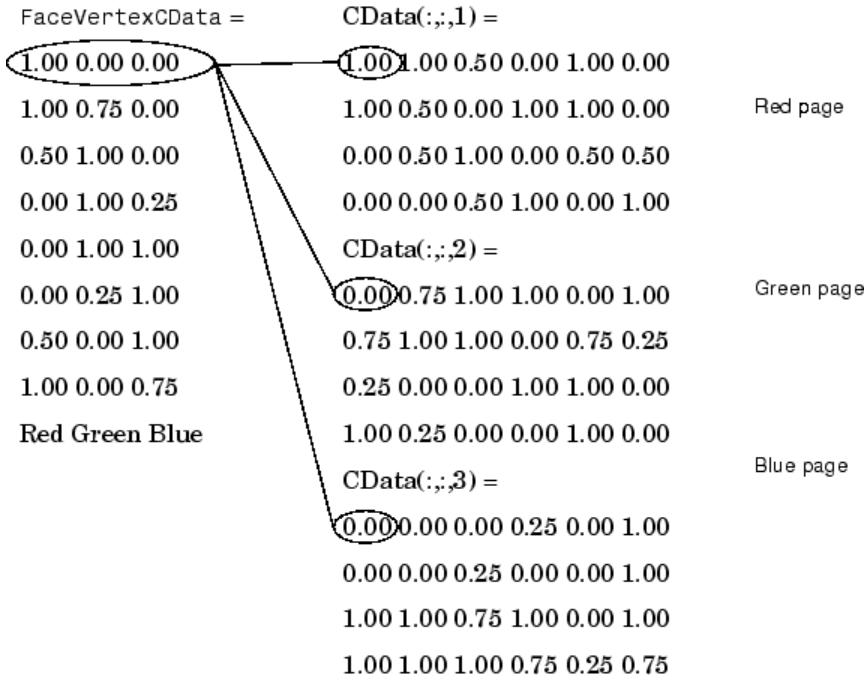 FaceVertexCData =
1.00 0.00 0.00
1.00 0.75 0.00
0.50 1.00 0.00
0.00 1.00 0.25
0.00 1.00 1.00
0.00 0.25 1.00
0.50 0.00 1.00
1.00 0.00 0.75
Red Green Blue
CData(:,:,1) =
1.00 1.00 0.50 0.00 1.00 0.00
1.00 0.50 0.00 1.00 1.00 0.00
0.00 0.50 1.00 0.00 0.50 0.50
0.00 0.00 0.50 1.00 0.00 1.00
Red page
CData(:,:,2) =
0.00 0.75 1.00 1.00 0.00 1.00
0.75 1.00 1.00 0.00 0.75 0.25
0.25 0.00 0.00 1.00 1.00 0.00
1.00 0.25 0.00 0.00 1.00 0.00
Green page
CData(:,:,3) =
0.00 0.00 0.00 0.25 0.00 1.00
0.00 0.00 0.25 0.00 0.00 1.00
1.00 1.00 0.75 1.00 0.00 1.00
1.00 1.00 1.00 0.75 0.25 0.75
Blue page